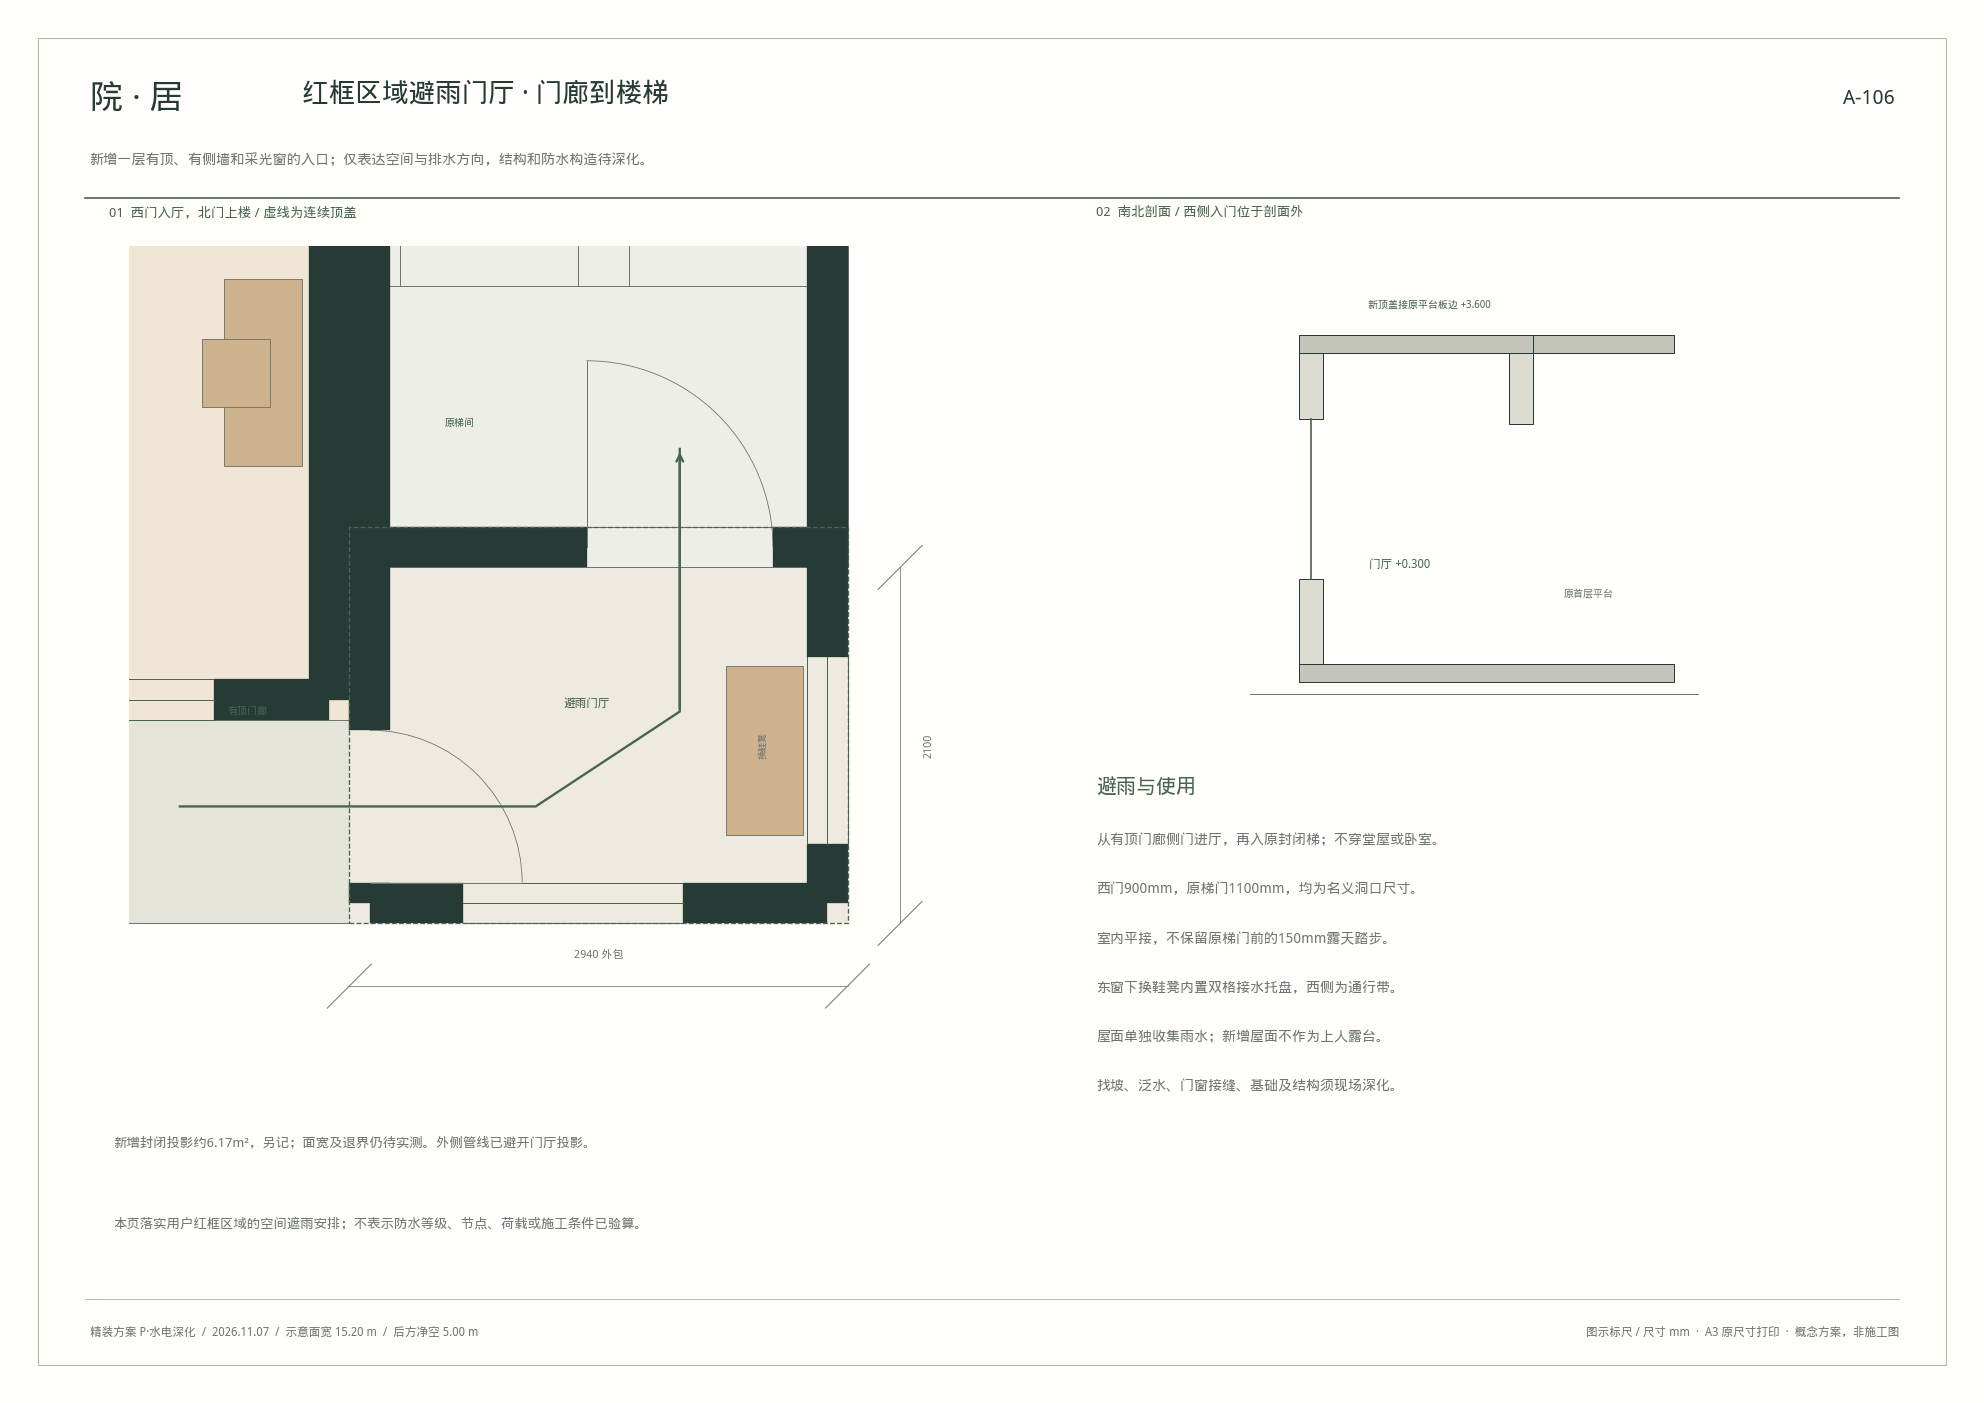 院 · 居
红框区域避雨门厅 · 门廊到楼梯
A-106
新增一层有顶、有侧墙和采光窗的入口；仅表达空间与排水方向，结构和防水构造待深化。
01 西门入厅，北门上楼 / 虚线为连续顶盖
原梯间
有顶门廊
避雨门厅
换鞋凳
2100
2940 外包
新增封闭投影约6.17m²，另记；面宽及退界仍待实测。外侧管线已避开门厅投影。
本页落实用户红框区域的空间遮雨安排；不表示防水等级、节点、荷载或施工条件已验算。
02 南北剖面 / 西侧入门位于剖面外
新顶盖接原平台板边 +3.600
门厅 +0.300
原首层平台
避雨与使用
从有顶门廊侧门进厅，再入原封闭梯；不穿堂屋或卧室。
西门900mm，原梯门1100mm，均为名义洞口尺寸。
室内平接，不保留原梯门前的150mm露天踏步。
东窗下换鞋凳内置双格接水托盘，西侧为通行带。
屋面单独收集雨水；新增屋面不作为上人露台。
找坡、泛水、门窗接缝、基础及结构须现场深化。
精装方案 P·水电深化 / 2026.11.07 / 示意面宽 15.20 m / 后方净空 5.00 m
图示标尺 / 尺寸 mm · A3 原尺寸打印 · 概念方案，非施工图